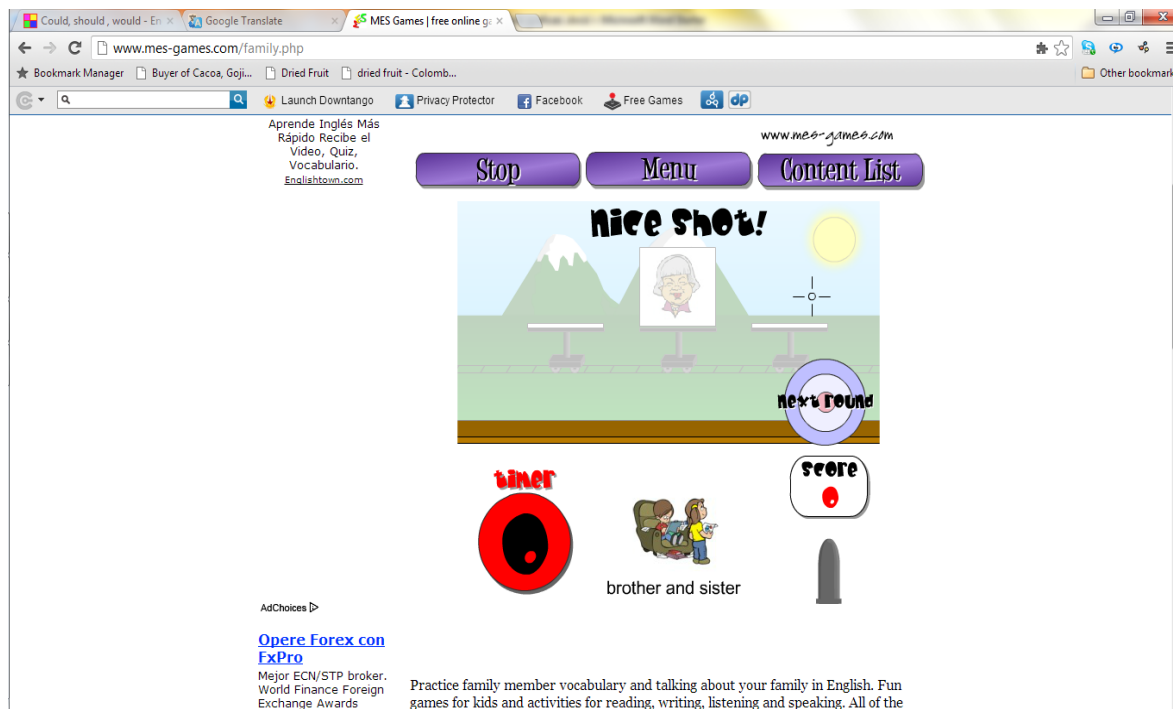 Could, should , would - En
Google Translate
MES Games | free online ga
www.mes-games.com/family.php
Bookmark Manager
Buyer of Cacoa, Goji...
Dried Fruit
dried fruit - Colomb...
Other bookmark
Launch Downtango
Privacy Protector
Facebook
Free Games
dp
Aprende Inglés Más
Rápido Recibe el
Video, Quiz,
Vocabulario.
Englishtown.com
www.mes-games.com
Stop
Menu
Content List
Nice Shot!
next round
timer
0
score
0
brother and sister
AdChoices
Opere Forex con
FxPro
Mejor ECN/STP broker.
World Finance Foreign
Exchange Awards
Practice family member vocabulary and talking about your family in English. Fun
games for kids and activities for reading, writing, listening and speaking. All of the